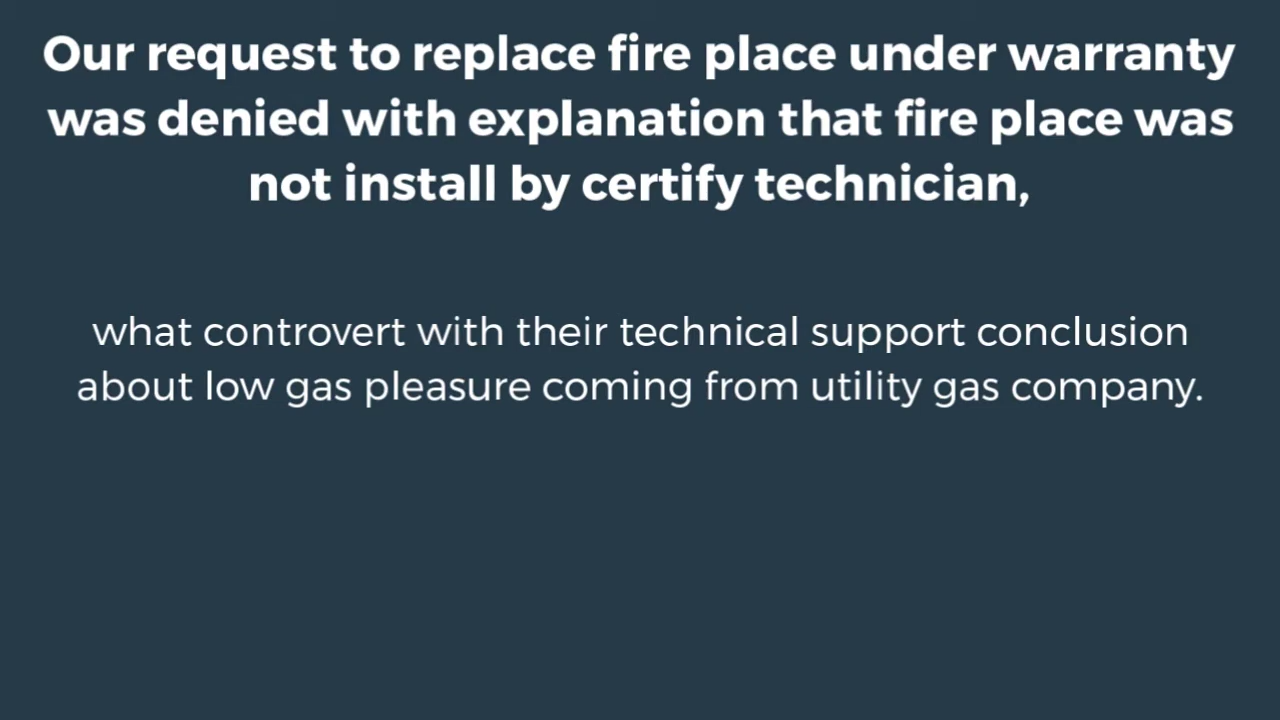 Our request to replace fire place under warranty
was denied with explanation that fire place was
not install by certify technician,
what controvert with their technical support conclusion
about low gas pleasure coming from utility gas company.